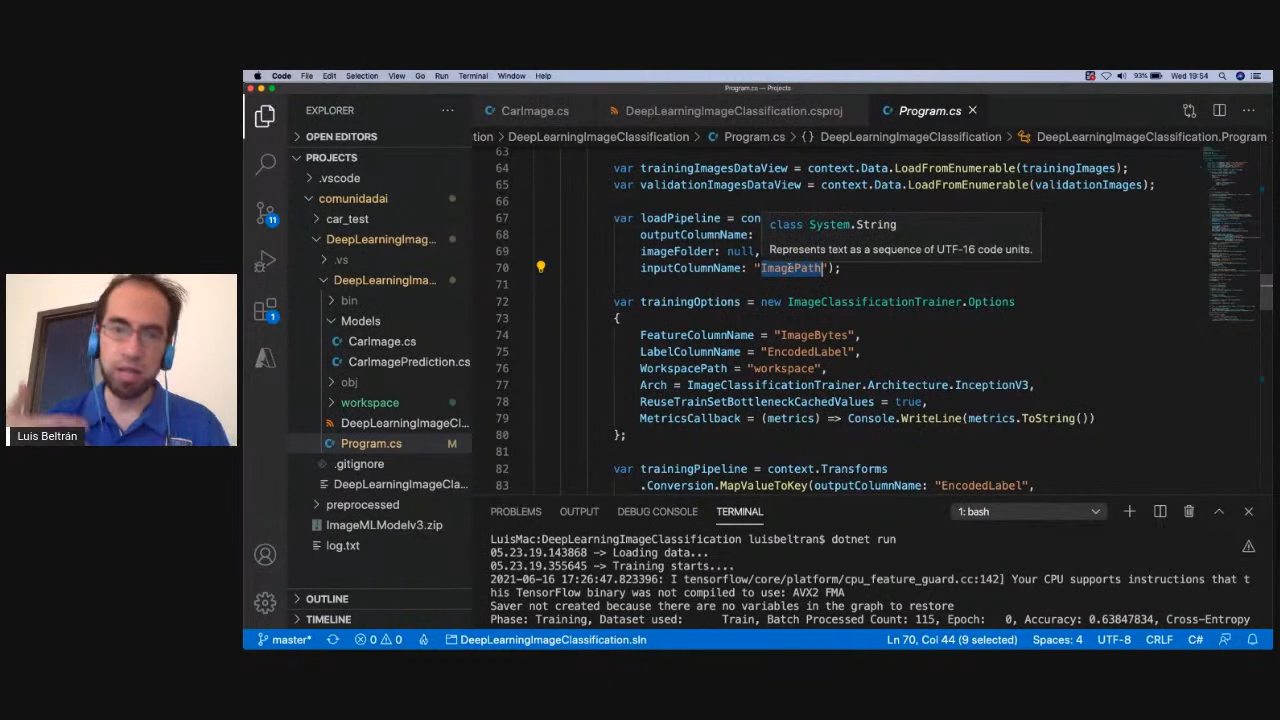 Code File Edit Selection View Go Run Terminal Window Help 93% Wed 19:54
Program.cs — Projects
EXPLORER
CarImage.cs
DeepLearningImageClassification.csproj
Program.cs
OPEN EDITORS
tion > DeepLearningImageClassification > Program.cs > {} DeepLearningImageClassification > DeepLearningImageClassification.Program
PROJECTS
.vscode
comunidadai
car_test
DeepLearningImag...
.vs
DeepLearningIma...
bin
Models
CarImage.cs
CarImagePrediction.cs
obj
workspace
DeepLearningImageCl...
Program.cs M
.gitignore
DeepLearningImageCla...
preprocessed
ImageMLModelv3.zip
log.txt
OUTLINE
TIMELINE
11
1
63
64 var trainingImagesDataView = context.Data.LoadFromEnumerable(trainingImages);
65 var validationImagesDataView = context.Data.LoadFromEnumerable(validationImages);
66
67 var loadPipeline = con
68 outputColumnName:
69 imageFolder: null,
70 inputColumnName: "ImagePath");
class System.String
Represents text as a sequence of UTF-16 code units.
71
72 var trainingOptions = new ImageClassificationTrainer.Options
73 {
74 FeatureColumnName = "ImageBytes",
75 LabelColumnName = "EncodedLabel",
76 WorkspacePath = "workspace",
77 Arch = ImageClassificationTrainer.Architecture.InceptionV3,
78 ReuseTrainSetBottleneckCachedValues = true,
79 MetricsCallback = (metrics) => Console.WriteLine(metrics.ToString())
80 };
81
82 var trainingPipeline = context.Transforms
83 .Conversion.MapValueToKey(outputColumnName: "EncodedLabel",
PROBLEMS OUTPUT DEBUG CONSOLE TERMINAL 1: bash
LuisMac:DeepLearningImageClassification luisbeltran$ dotnet run
05.23.19.143868 -> Loading data...
05.23.19.355645 -> Training starts....
2021-06-16 17:26:47.823396: I tensorflow/core/platform/cpu_feature_guard.cc:142] Your CPU supports instructions that t
his TensorFlow binary was not compiled to use: AVX2 FMA
Saver not created because there are no variables in the graph to restore
Phase: Training, Dataset used: Train, Batch Processed Count: 115, Epoch: 0, Accuracy: 0.63847834, Cross-Entropy
master* 0 0 DeepLearningImageClassification.sln Ln 70, Col 44 (9 selected) Spaces: 4 UTF-8 CRLF C#
Luis Beltrán